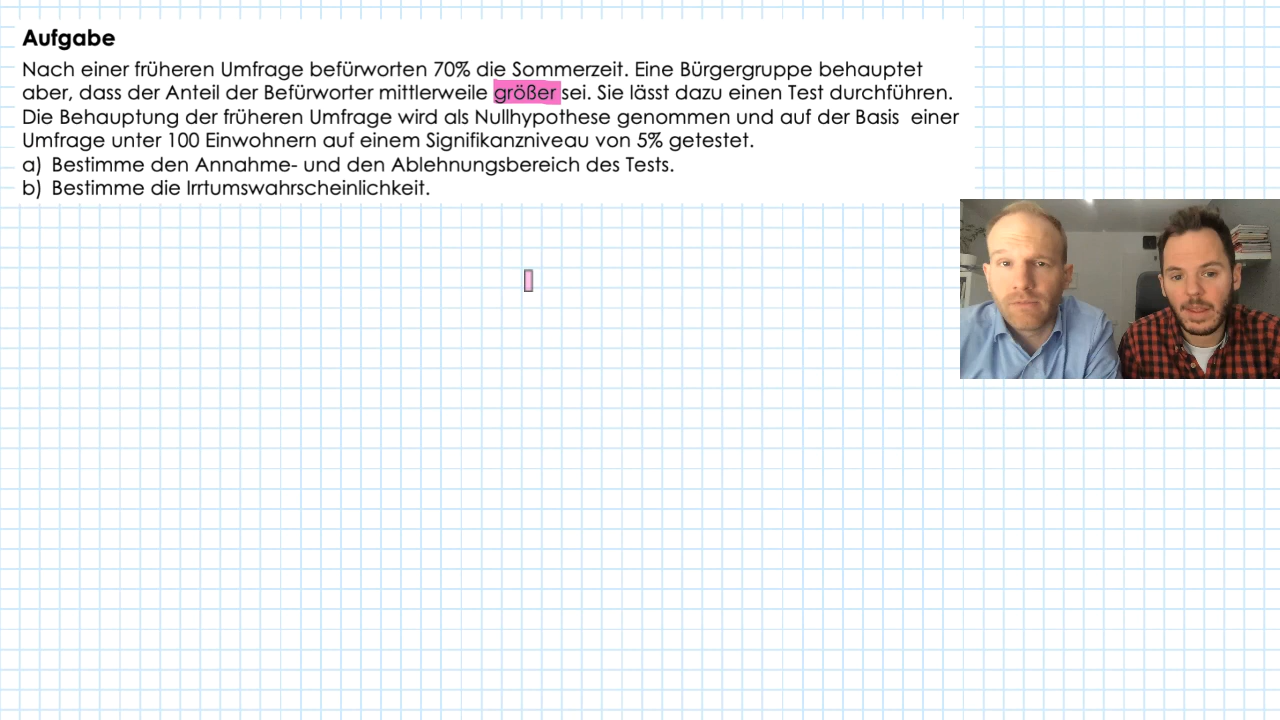 Aufgabe
Nach einer früheren Umfrage befürworten 70% die Sommerzeit. Eine Bürgergruppe behauptet
aber, dass der Anteil der Befürworter mittlerweile größer sei. Sie lässt dazu einen Test durchführen.
Die Behauptung der früheren Umfrage wird als Nullhypothese genommen und auf der Basis einer
Umfrage unter 100 Einwohnern auf einem Signifikanzniveau von 5% getestet.
a) Bestimme den Annahme- und den Ablehnungsbereich des Tests.
b) Bestimme die Irrtumswahrscheinlichkeit.